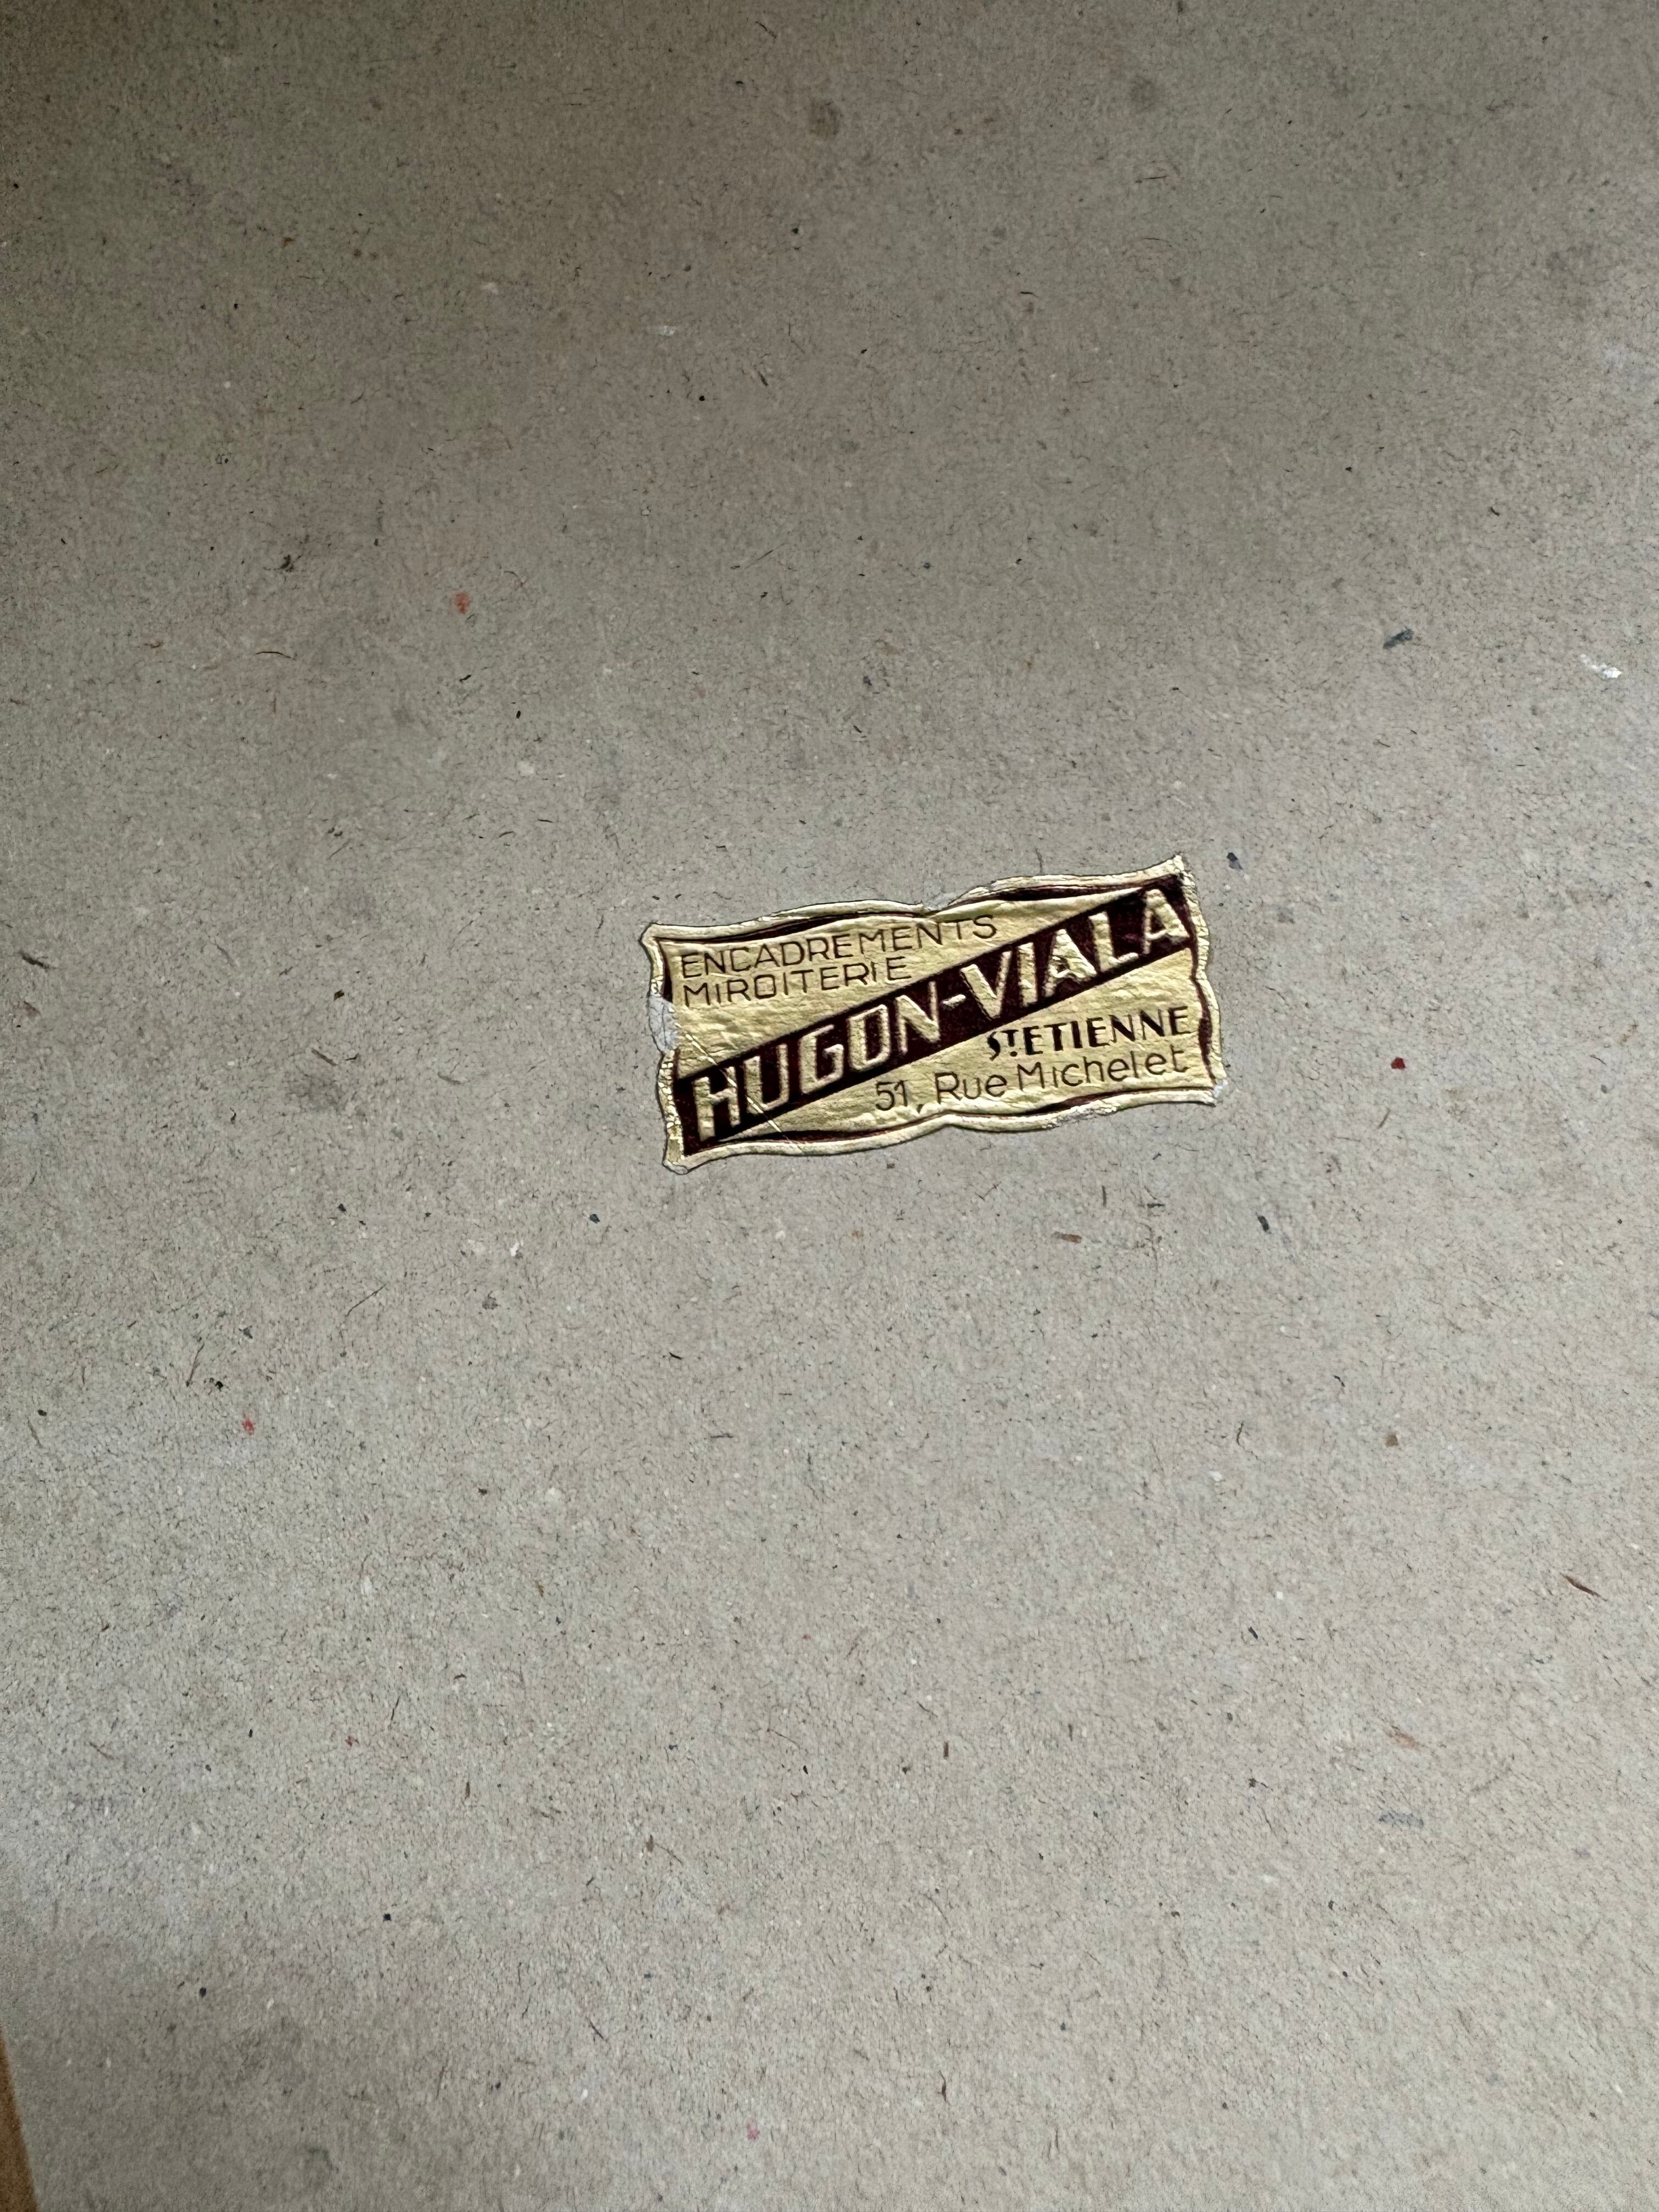 ENCADREMENTS
MIROITERIE
HUGON-VIALA
ST ETIENNE
51, Rue Michelet